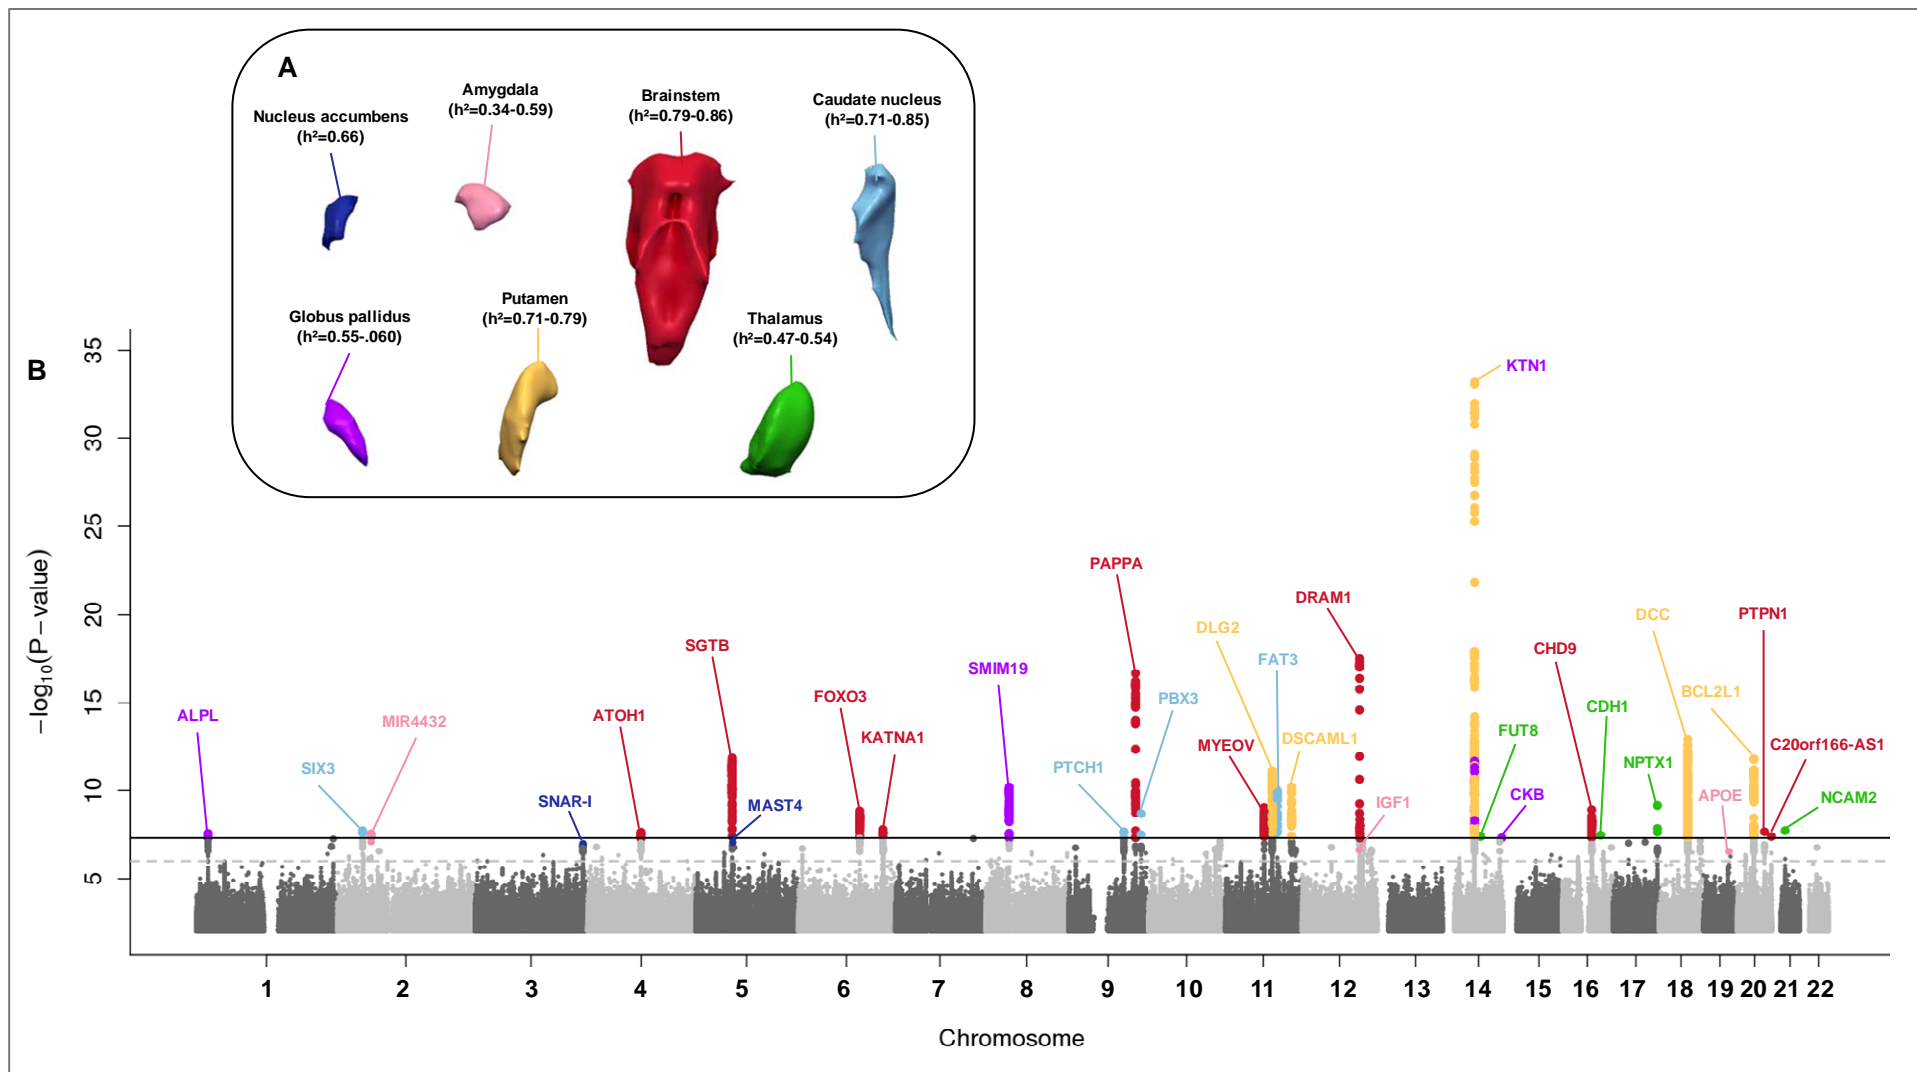 A
Nucleus accumbens
(h²=0.66)
Amygdala
(h²=0.34-0.59)
Brainstem
(h²=0.79-0.86)
Caudate nucleus
(h²=0.71-0.85)
Globus pallidus
(h²=0.55-.060)
Putamen
(h²=0.71-0.79)
Thalamus
(h²=0.47-0.54)
B
−log10(P−value)
35
30
25
20
15
10
5
KTN1
PAPPA
DRAM1
DLG2
DCC
PTPN1
SGTB
FAT3
CHD9
SMIM19
FOXO3
PBX3
BCL2L1
CDH1
ALPL
MIR4432
ATOH1
KATNA1
MYEOV
DSCAML1
FUT8
C20orf166-AS1
SIX3
PTCH1
NPTX1
SNAR-I
MAST4
IGF1
CKB
APOE
NCAM2
1 2 3 4 5 6 7 8 9 10 11 12 13 14 15 16 17 18 19 20 21 22
Chromosome